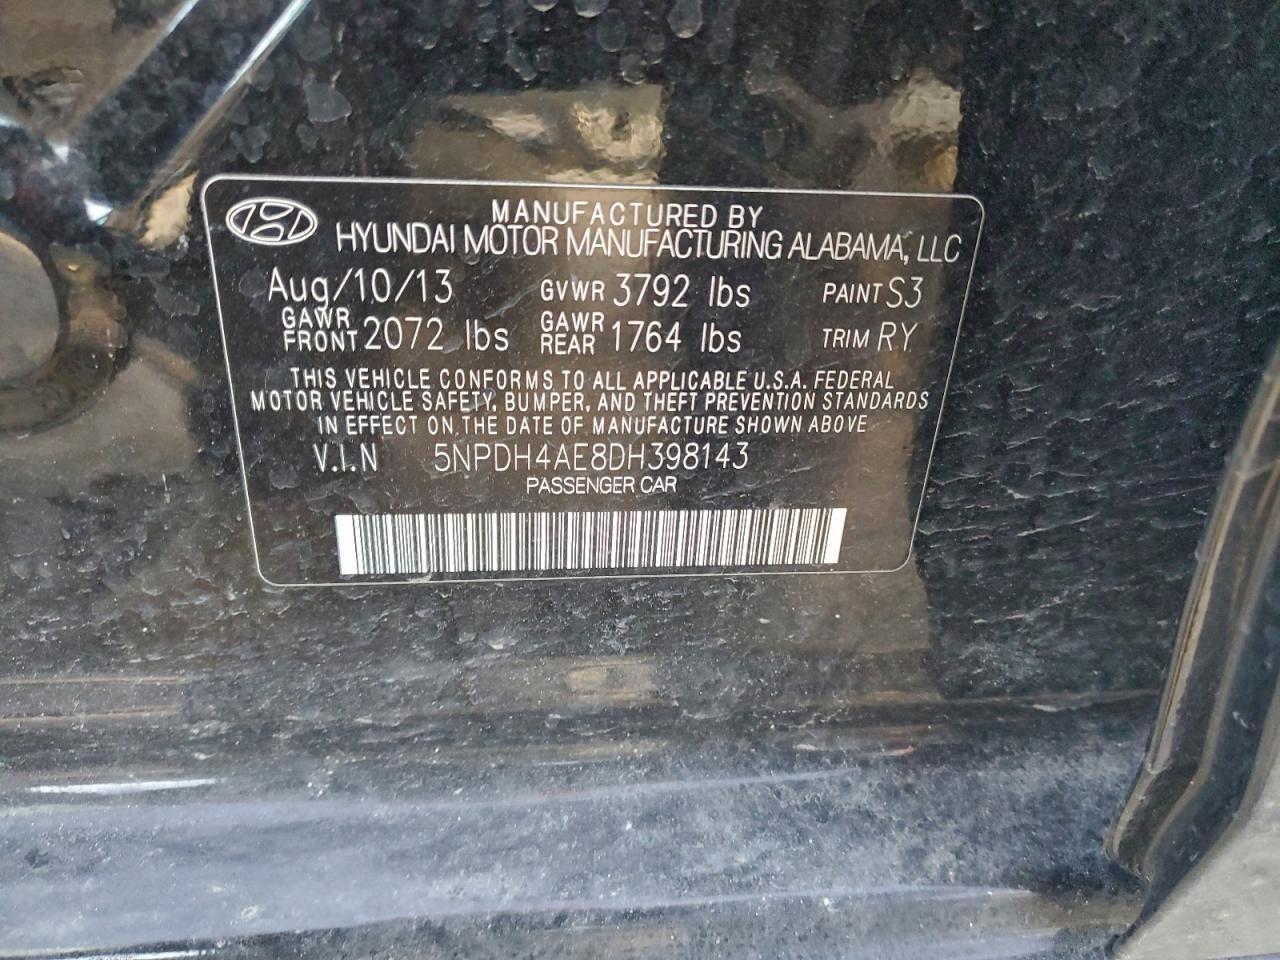 MANUFACTURED BY
HYUNDAI MOTOR MANUFACTURING ALABAMA, LLC
Aug/10/13 GVWR 3792 lbs PAINT S3
GAWR FRONT 2072 lbs GAWR REAR 1764 lbs TRIM RY
THIS VEHICLE CONFORMS TO ALL APPLICABLE U.S.A. FEDERAL
MOTOR VEHICLE SAFETY, BUMPER, AND THEFT PREVENTION STANDARDS
IN EFFECT ON THE DATE OF MANUFACTURE SHOWN ABOVE
V.I.N 5NPDH4AE8DH398143
PASSENGER CAR